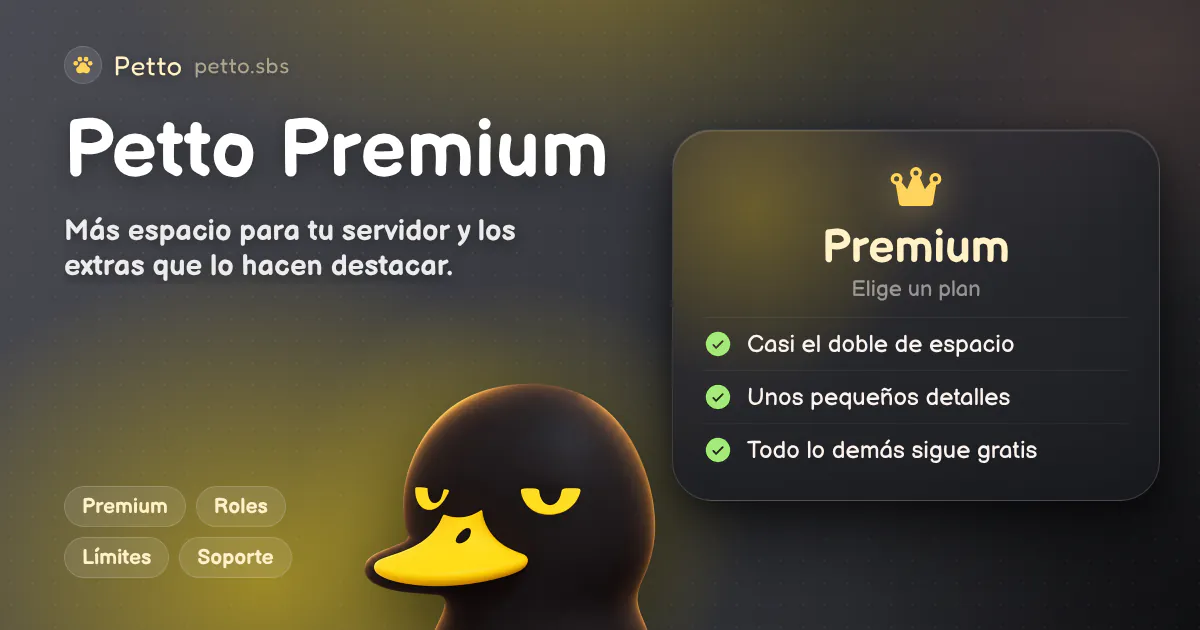 Petto petto.sbs
Petto Premium
Más espacio para tu servidor y los
extras que lo hacen destacar.
Premium Roles
Límites Soporte
Premium
Elige un plan
Casi el doble de espacio
Unos pequeños detalles
Todo lo demás sigue gratis